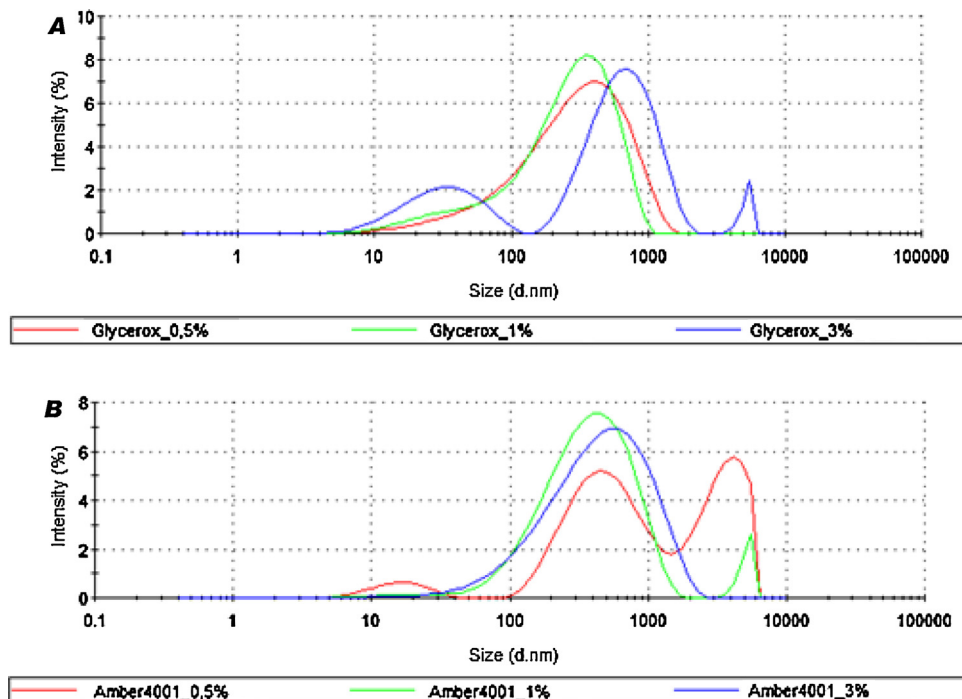 A
10
8
6
4
2
0
Intensity (%)
0.1 1 10 100 1000 10000 100000
Size (d.nm)
Glycerox_0,5% Glycerox_1% Glycerox_3%
B
8
6
4
2
0
Intensity (%)
0.1 1 10 100 1000 10000 100000
Size (d.nm)
Amber4001_0,5% Amber4001_1% Amber4001_3%